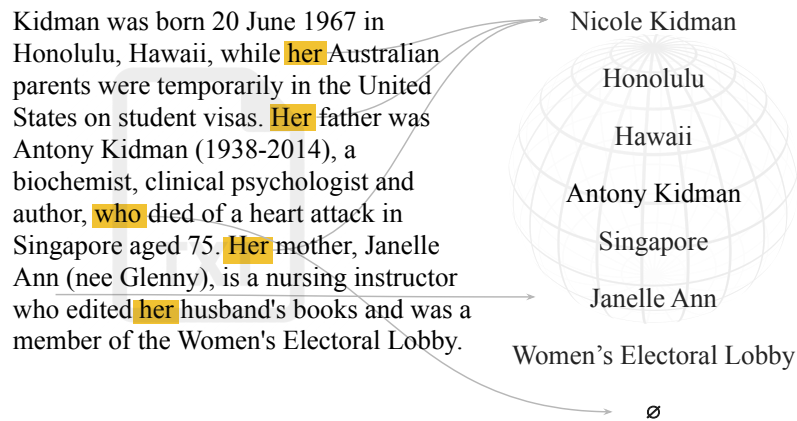 Kidman was born 20 June 1967 in
Honolulu, Hawaii, while her Australian
parents were temporarily in the United
States on student visas. Her father was
Antony Kidman (1938-2014), a
biochemist, clinical psychologist and
author, who died of a heart attack in
Singapore aged 75. Her mother, Janelle
Ann (nee Glenny), is a nursing instructor
who edited her husband's books and was a
member of the Women's Electoral Lobby.
Nicole Kidman
Honolulu
Hawaii
Antony Kidman
Singapore
Janelle Ann
Women’s Electoral Lobby
∅